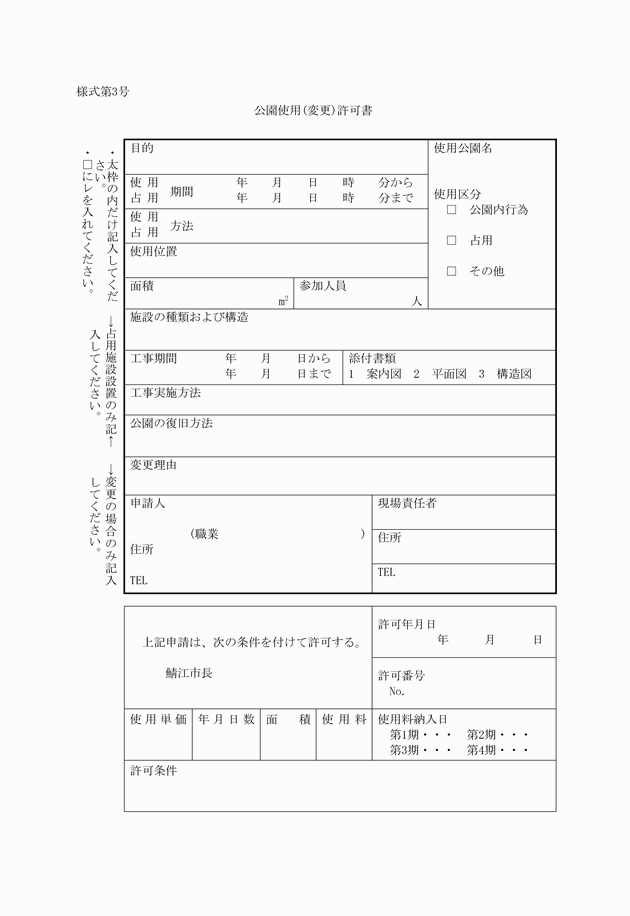 様式第3号
公園使用(変更)許可書
・太枠の内だけ記入してくだ
さい。
・□にレを入れてください。
↓占用施設設置のみ記↑
入してください。
↓変更の場合のみ記入
してください。
目的
使用公園名
使用 占用 期間 年 月 日 時 分から
年 月 日 時 分まで
使用区分
□ 公園内行為
□ 占用
□ その他
使用 占用 方法
使用位置
面積 m²
参加人員 人
施設の種類および構造
工事期間 年 月 日から
年 月 日まで
添付書類
1 案内図 2 平面図 3 構造図
工事実施方法
公園の復旧方法
変更理由
申請人
(職業 )
住所
TEL
現場責任者
住所
TEL
上記申請は、次の条件を付けて許可する。
鯖江市長
許可年月日
年 月 日
許可番号
No.
使用単価 年月日数 面積 使用料
使用料納入日
第1期・・・ 第2期・・・
第3期・・・ 第4期・・・
許可条件